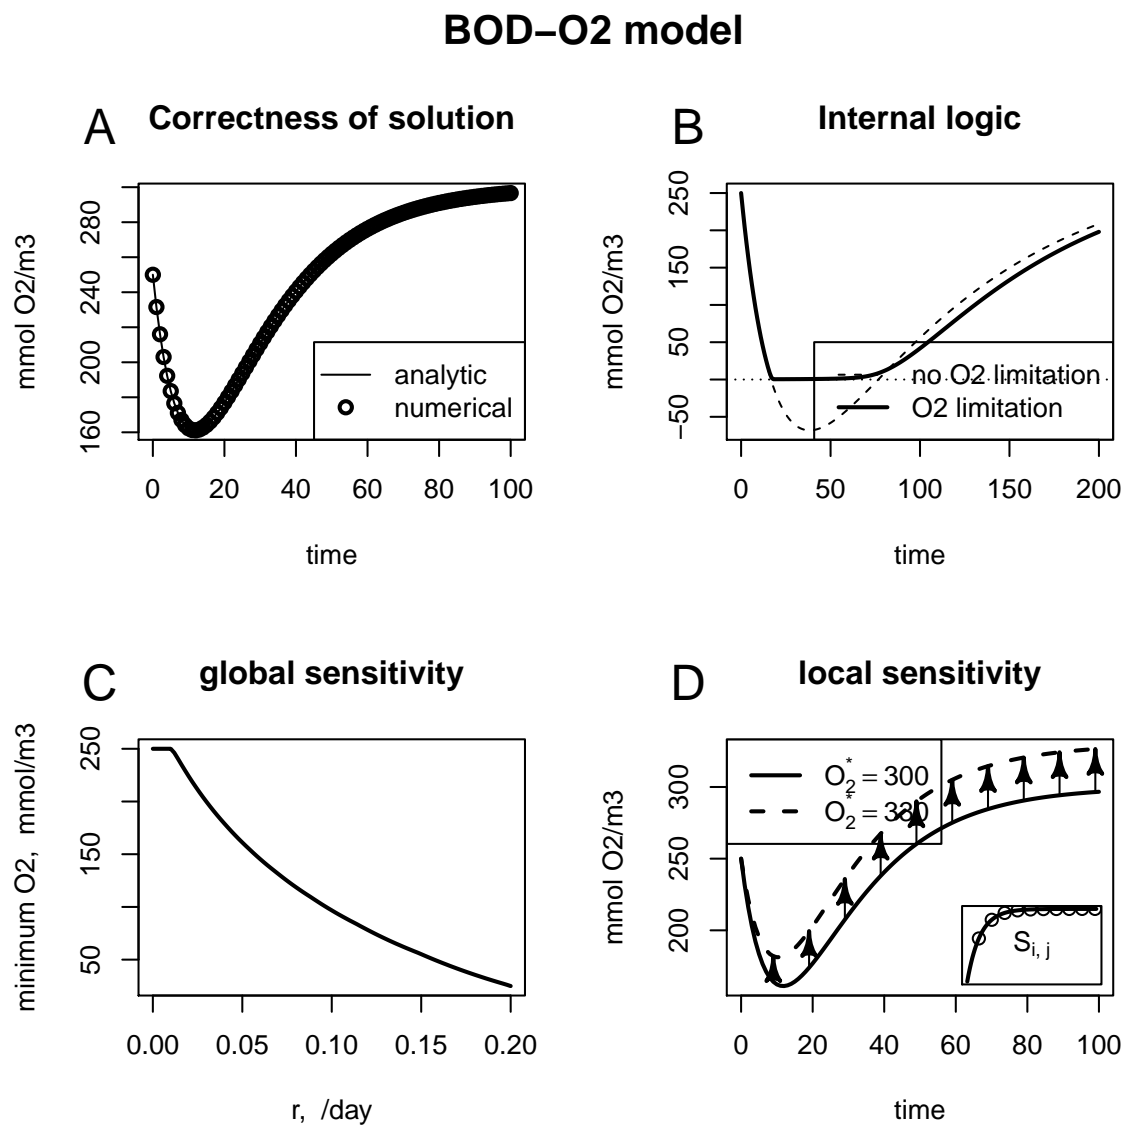 BOD–O2 model
A
Correctness of solution
mmol O2/m3
280
240
200
160
analytic
numerical
0 20 40 60 80 100
time
B
Internal logic
mmol O2/m3
250
150
50
−50
no O2 limitation
O2 limitation
0 50 100 150 200
time
C
global sensitivity
minimum O2, mmol/m3
250
150
50
0.00 0.05 0.10 0.15 0.20
r, /day
D
local sensitivity
mmol O2/m3
300
250
200
O2* = 300
O2* = 330
Si, j
0 20 40 60 80 100
time